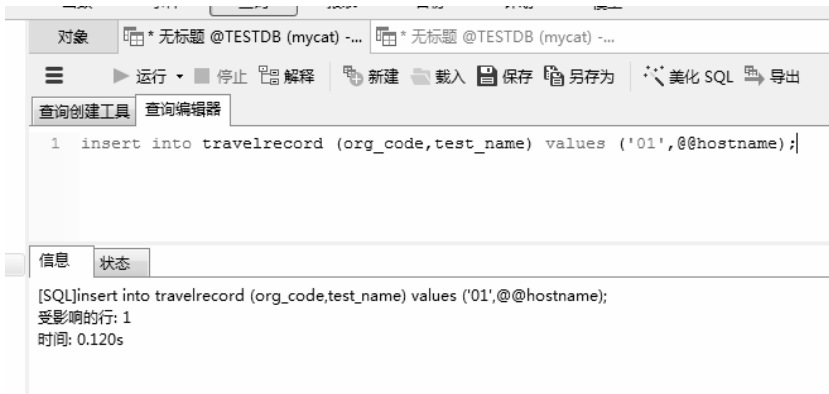 对象 * 无标题 @TESTDB (mycat) -... * 无标题 @TESTDB (mycat) -...
运行 停止 解释 新建 载入 保存 另存为 美化 SQL 导出
查询创建工具 查询编辑器
1 insert into travelrecord (org_code,test_name) values ('01',@@hostname);
信息 状态
[SQL]insert into travelrecord (org_code,test_name) values ('01',@@hostname);
受影响的行: 1
时间: 0.120s